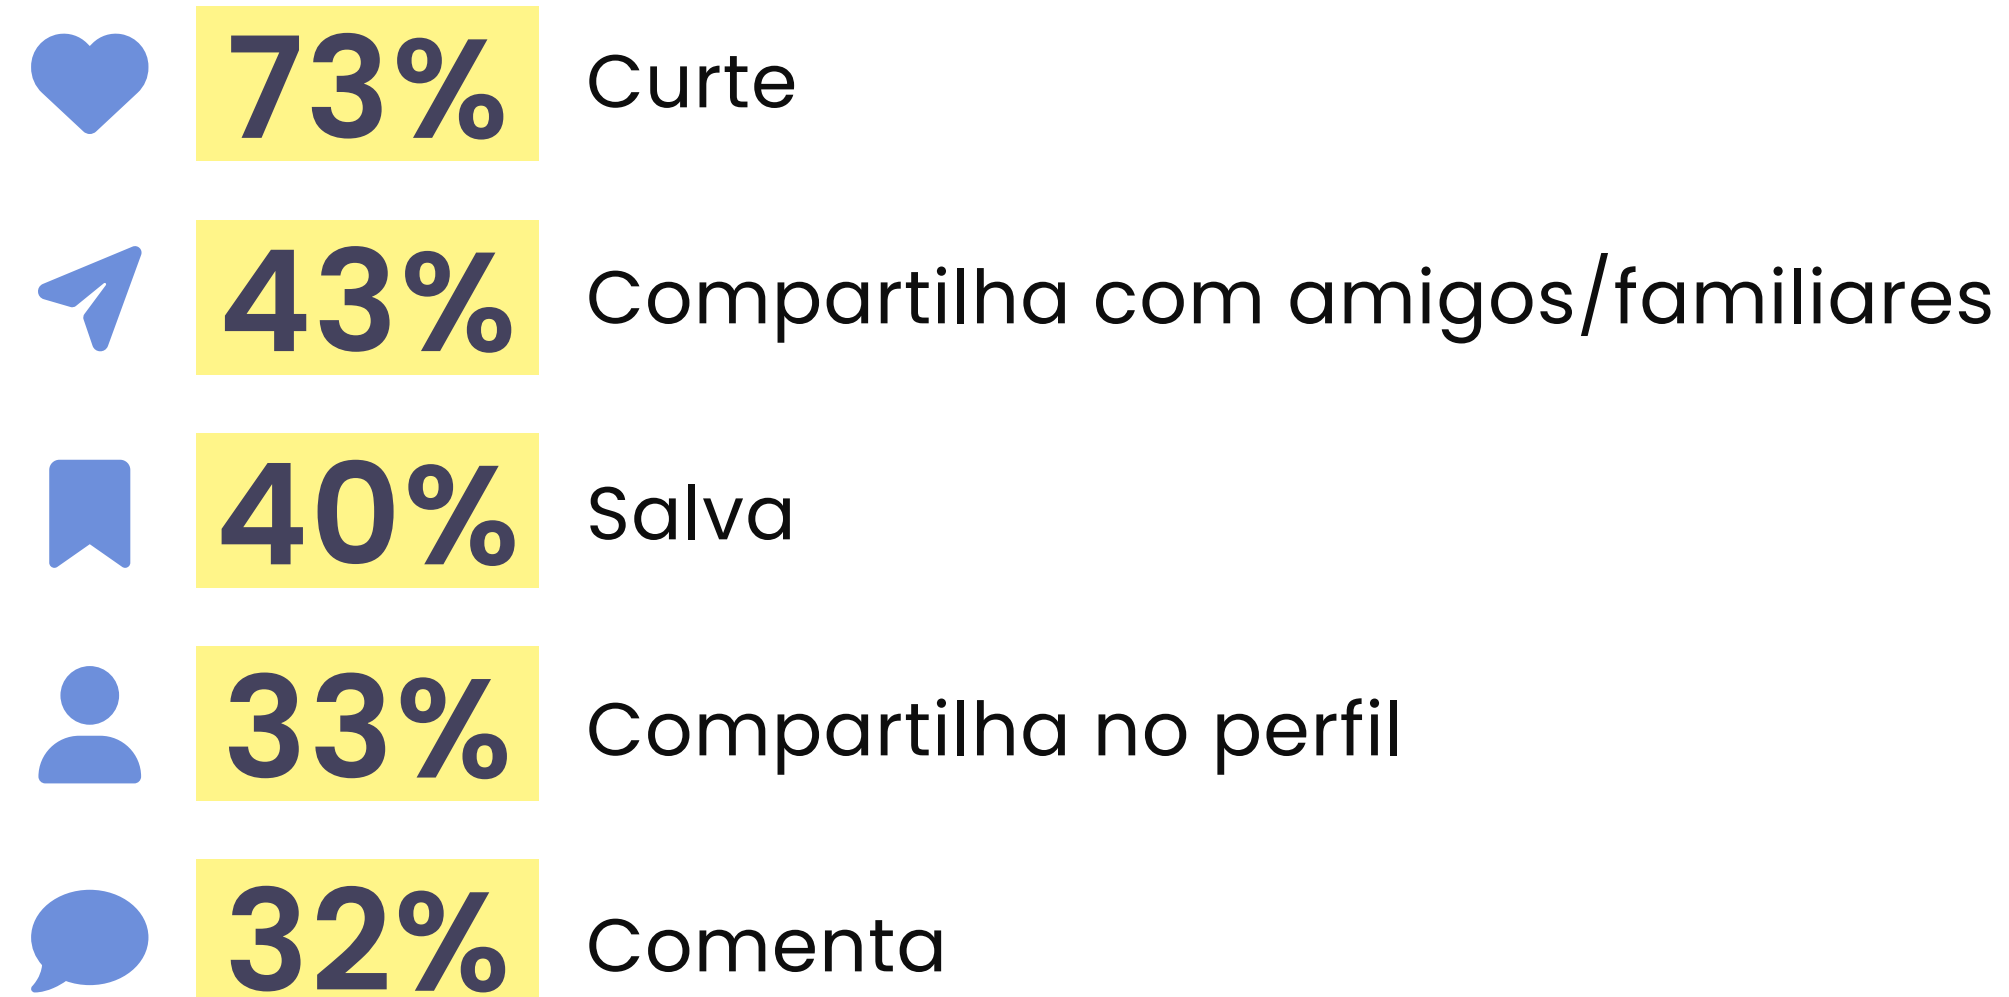 73% Curte
43% Compartilha com amigos/familiares
40% Salva
33% Compartilha no perfil
32% Comenta